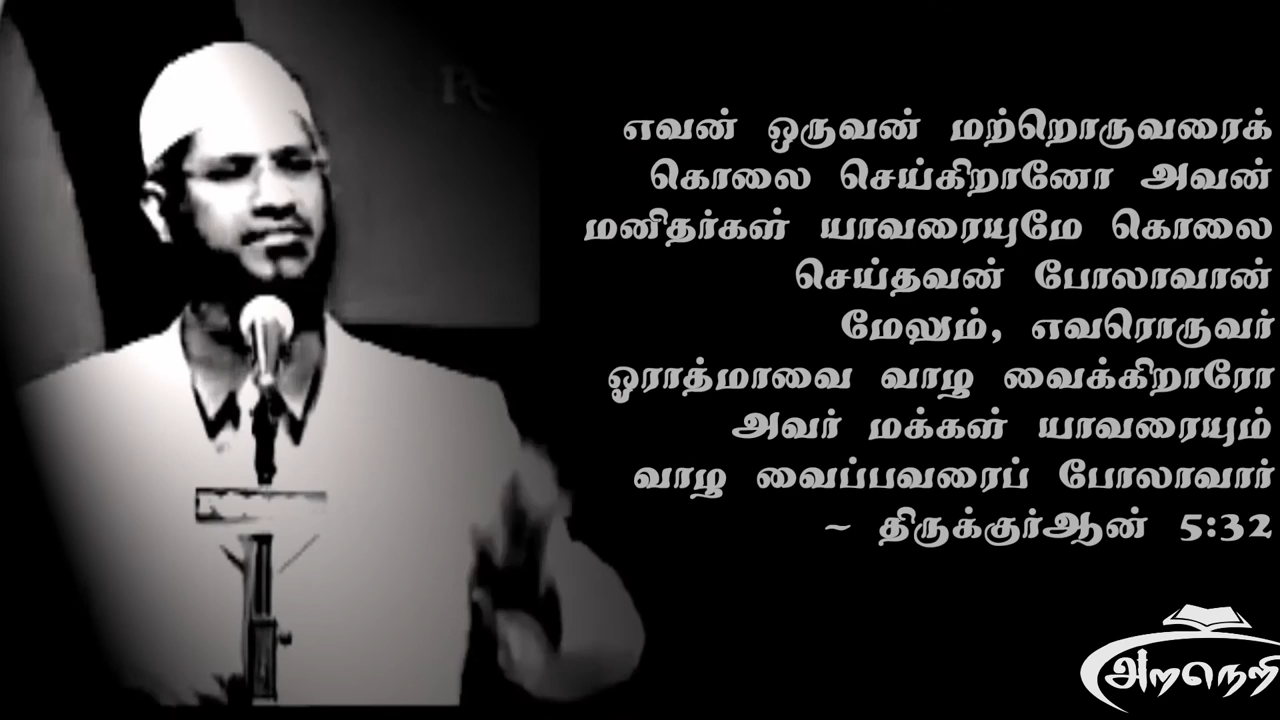 எவன் ஒருவன் மற்றொருவரைக்
கொலை செய்கிறானோ அவன்
மனிதர்கள் யாவரையுமே கொலை
செய்தவன் போலாவான்
மேலும், எவரொருவர்
ஓராத்மாவை வாழ வைக்கிறாரோ
அவர் மக்கள் யாவரையும்
வாழ வைப்பவரைப் போலாவார்
~ திருக்குர்ஆன் 5:32
அறநெறி